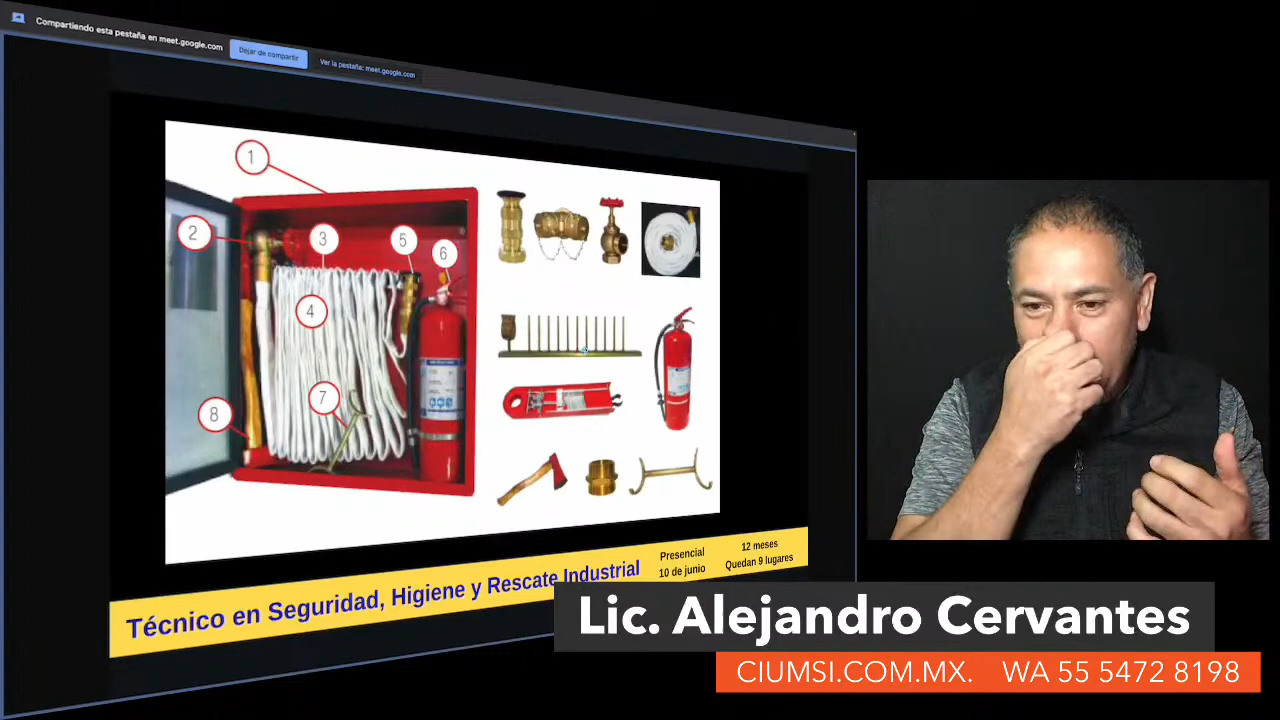 Compartiendo esta pestaña en meet.google.com
Dejar de compartir
Ver la pestaña: meet.google.com
1
2
3
4
5
6
7
8
Técnico en Seguridad, Higiene y Rescate Industrial
Presencial
10 de junio
12 meses
Quedan 9 lugares
Lic. Alejandro Cervantes
CIUMSI.COM.MX. WA 55 5472 8198